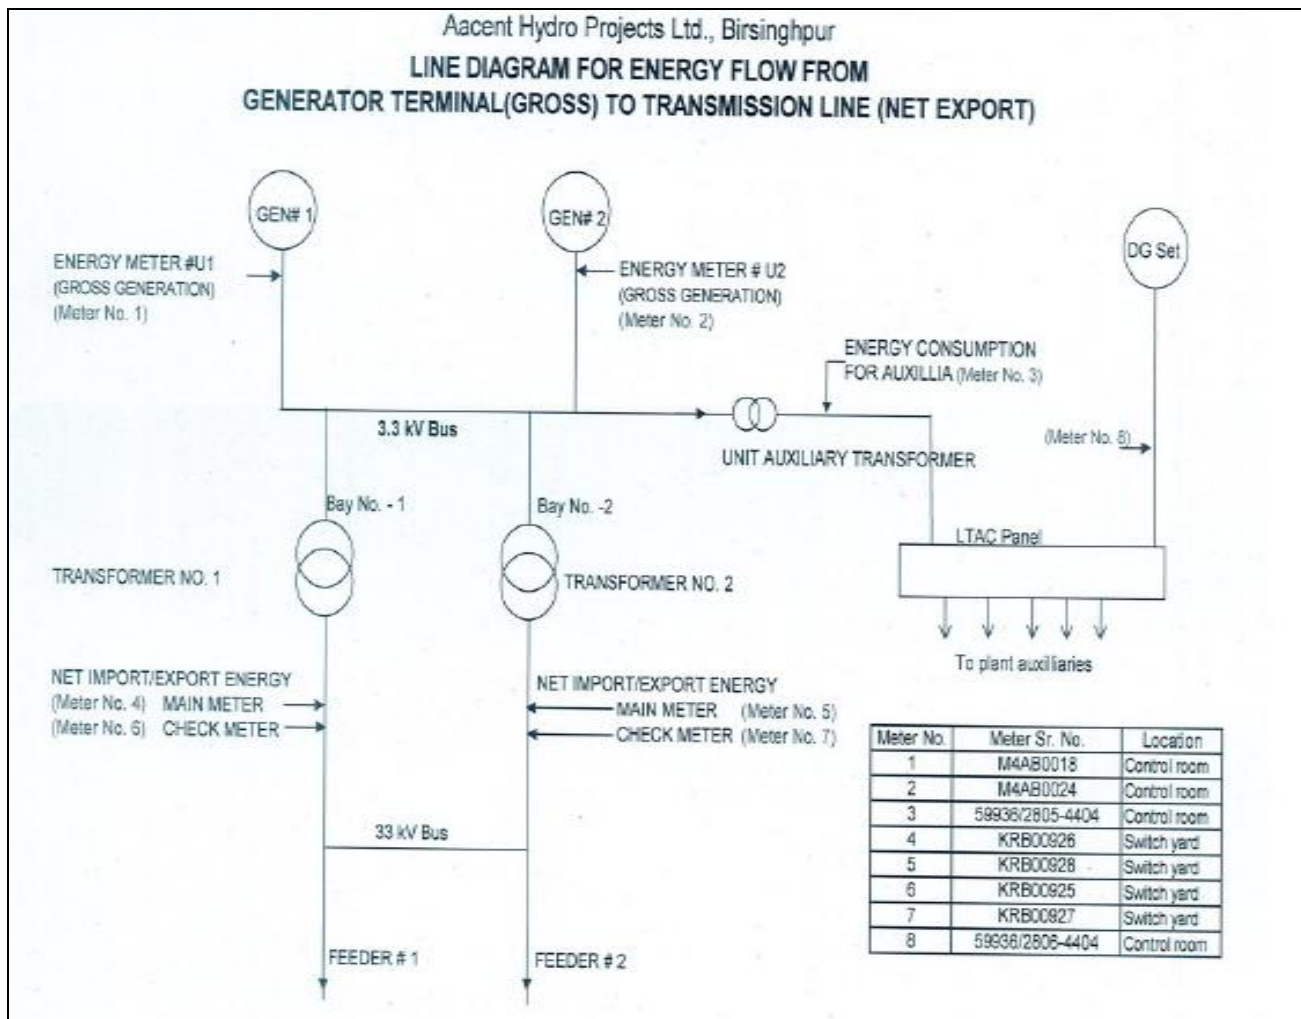 Aacent Hydro Projects Ltd., Birsinghpur
LINE DIAGRAM FOR ENERGY FLOW FROM
GENERATOR TERMINAL(GROSS) TO TRANSMISSION LINE (NET EXPORT)
GEN# 1
GEN# 2
DG Set
ENERGY METER #U1
(GROSS GENERATION)
(Meter No. 1)
ENERGY METER # U2
(GROSS GENERATION)
(Meter No. 2)
ENERGY CONSUMPTION
FOR AUXILLIA (Meter No. 3)
3.3 kV Bus
(Meter No. 8)
UNIT AUXILIARY TRANSFORMER
Bay No. - 1
Bay No. -2
LTAC Panel
TRANSFORMER NO. 1
TRANSFORMER NO. 2
To plant auxilliaries
NET IMPORT/EXPORT ENERGY
(Meter No. 4) MAIN METER
(Meter No. 6) CHECK METER
NET IMPORT/EXPORT ENERGY
MAIN METER (Meter No. 5)
CHECK METER (Meter No. 7)
Meter No. Meter Sr. No. Location
1 M4AB0018 Control room
2 M4AB0024 Control room
3 59936/2805-4404 Control room
4 KRB00926 Switch yard
5 KRB00928 Switch yard
6 KRB00925 Switch yard
7 KRB00927 Switch yard
8 59936/2806-4404 Control room
33 kV Bus
FEEDER # 1
FEEDER # 2